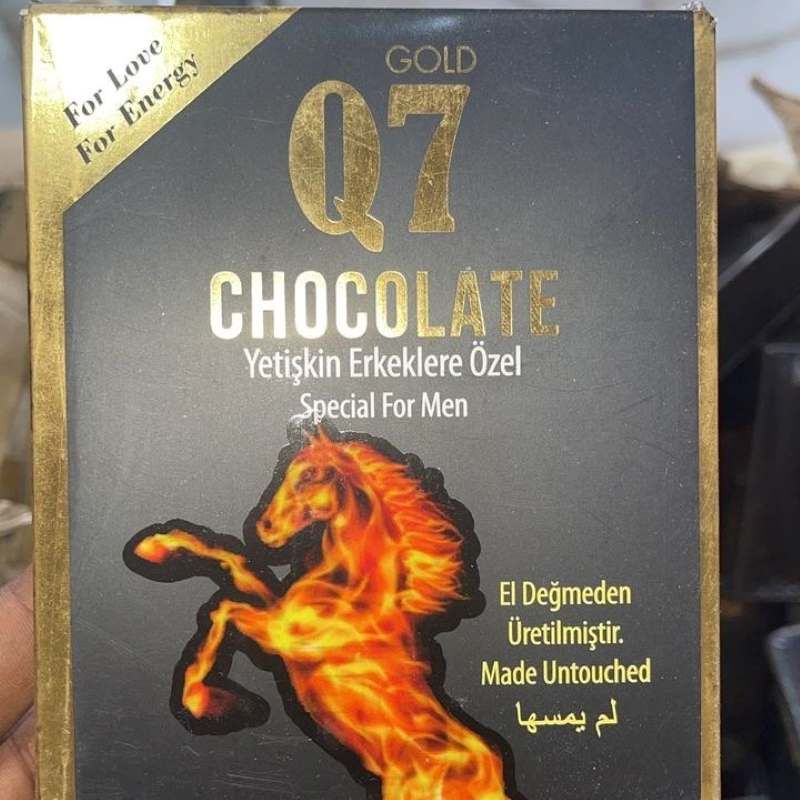 For Love
For Energy
GOLD
Q7
CHOCOLATE
Yetişkin Erkeklere Özel
Special For Men
El Değmeden
Üretilmiştir.
Made Untouched
لم يمسها